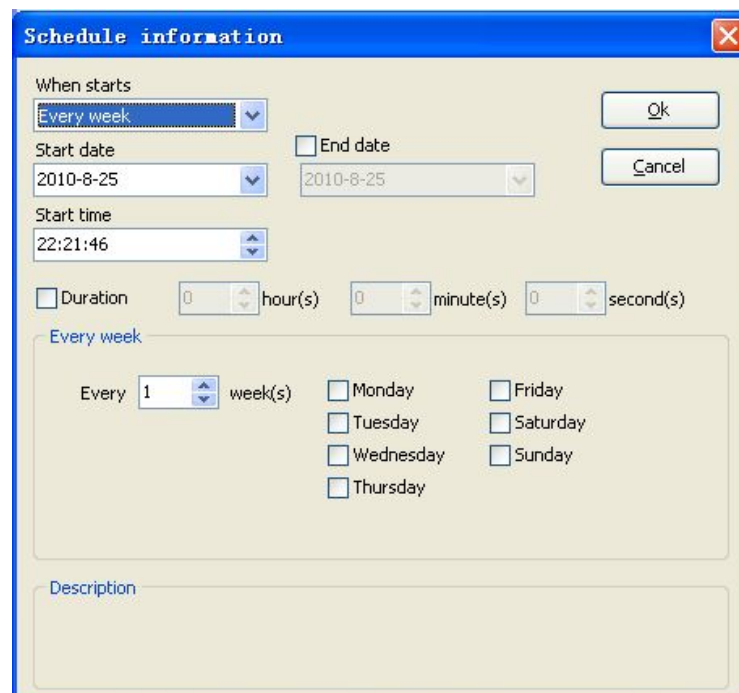 Schedule information
When starts
Every week
Ok
Start date
End date
Cancel
2010-8-25
2010-8-25
Start time
22:21:46
Duration 0 hour(s) 0 minute(s) 0 second(s)
Every week
Every 1 week(s)
Monday
Friday
Tuesday
Saturday
Wednesday
Sunday
Thursday
Description